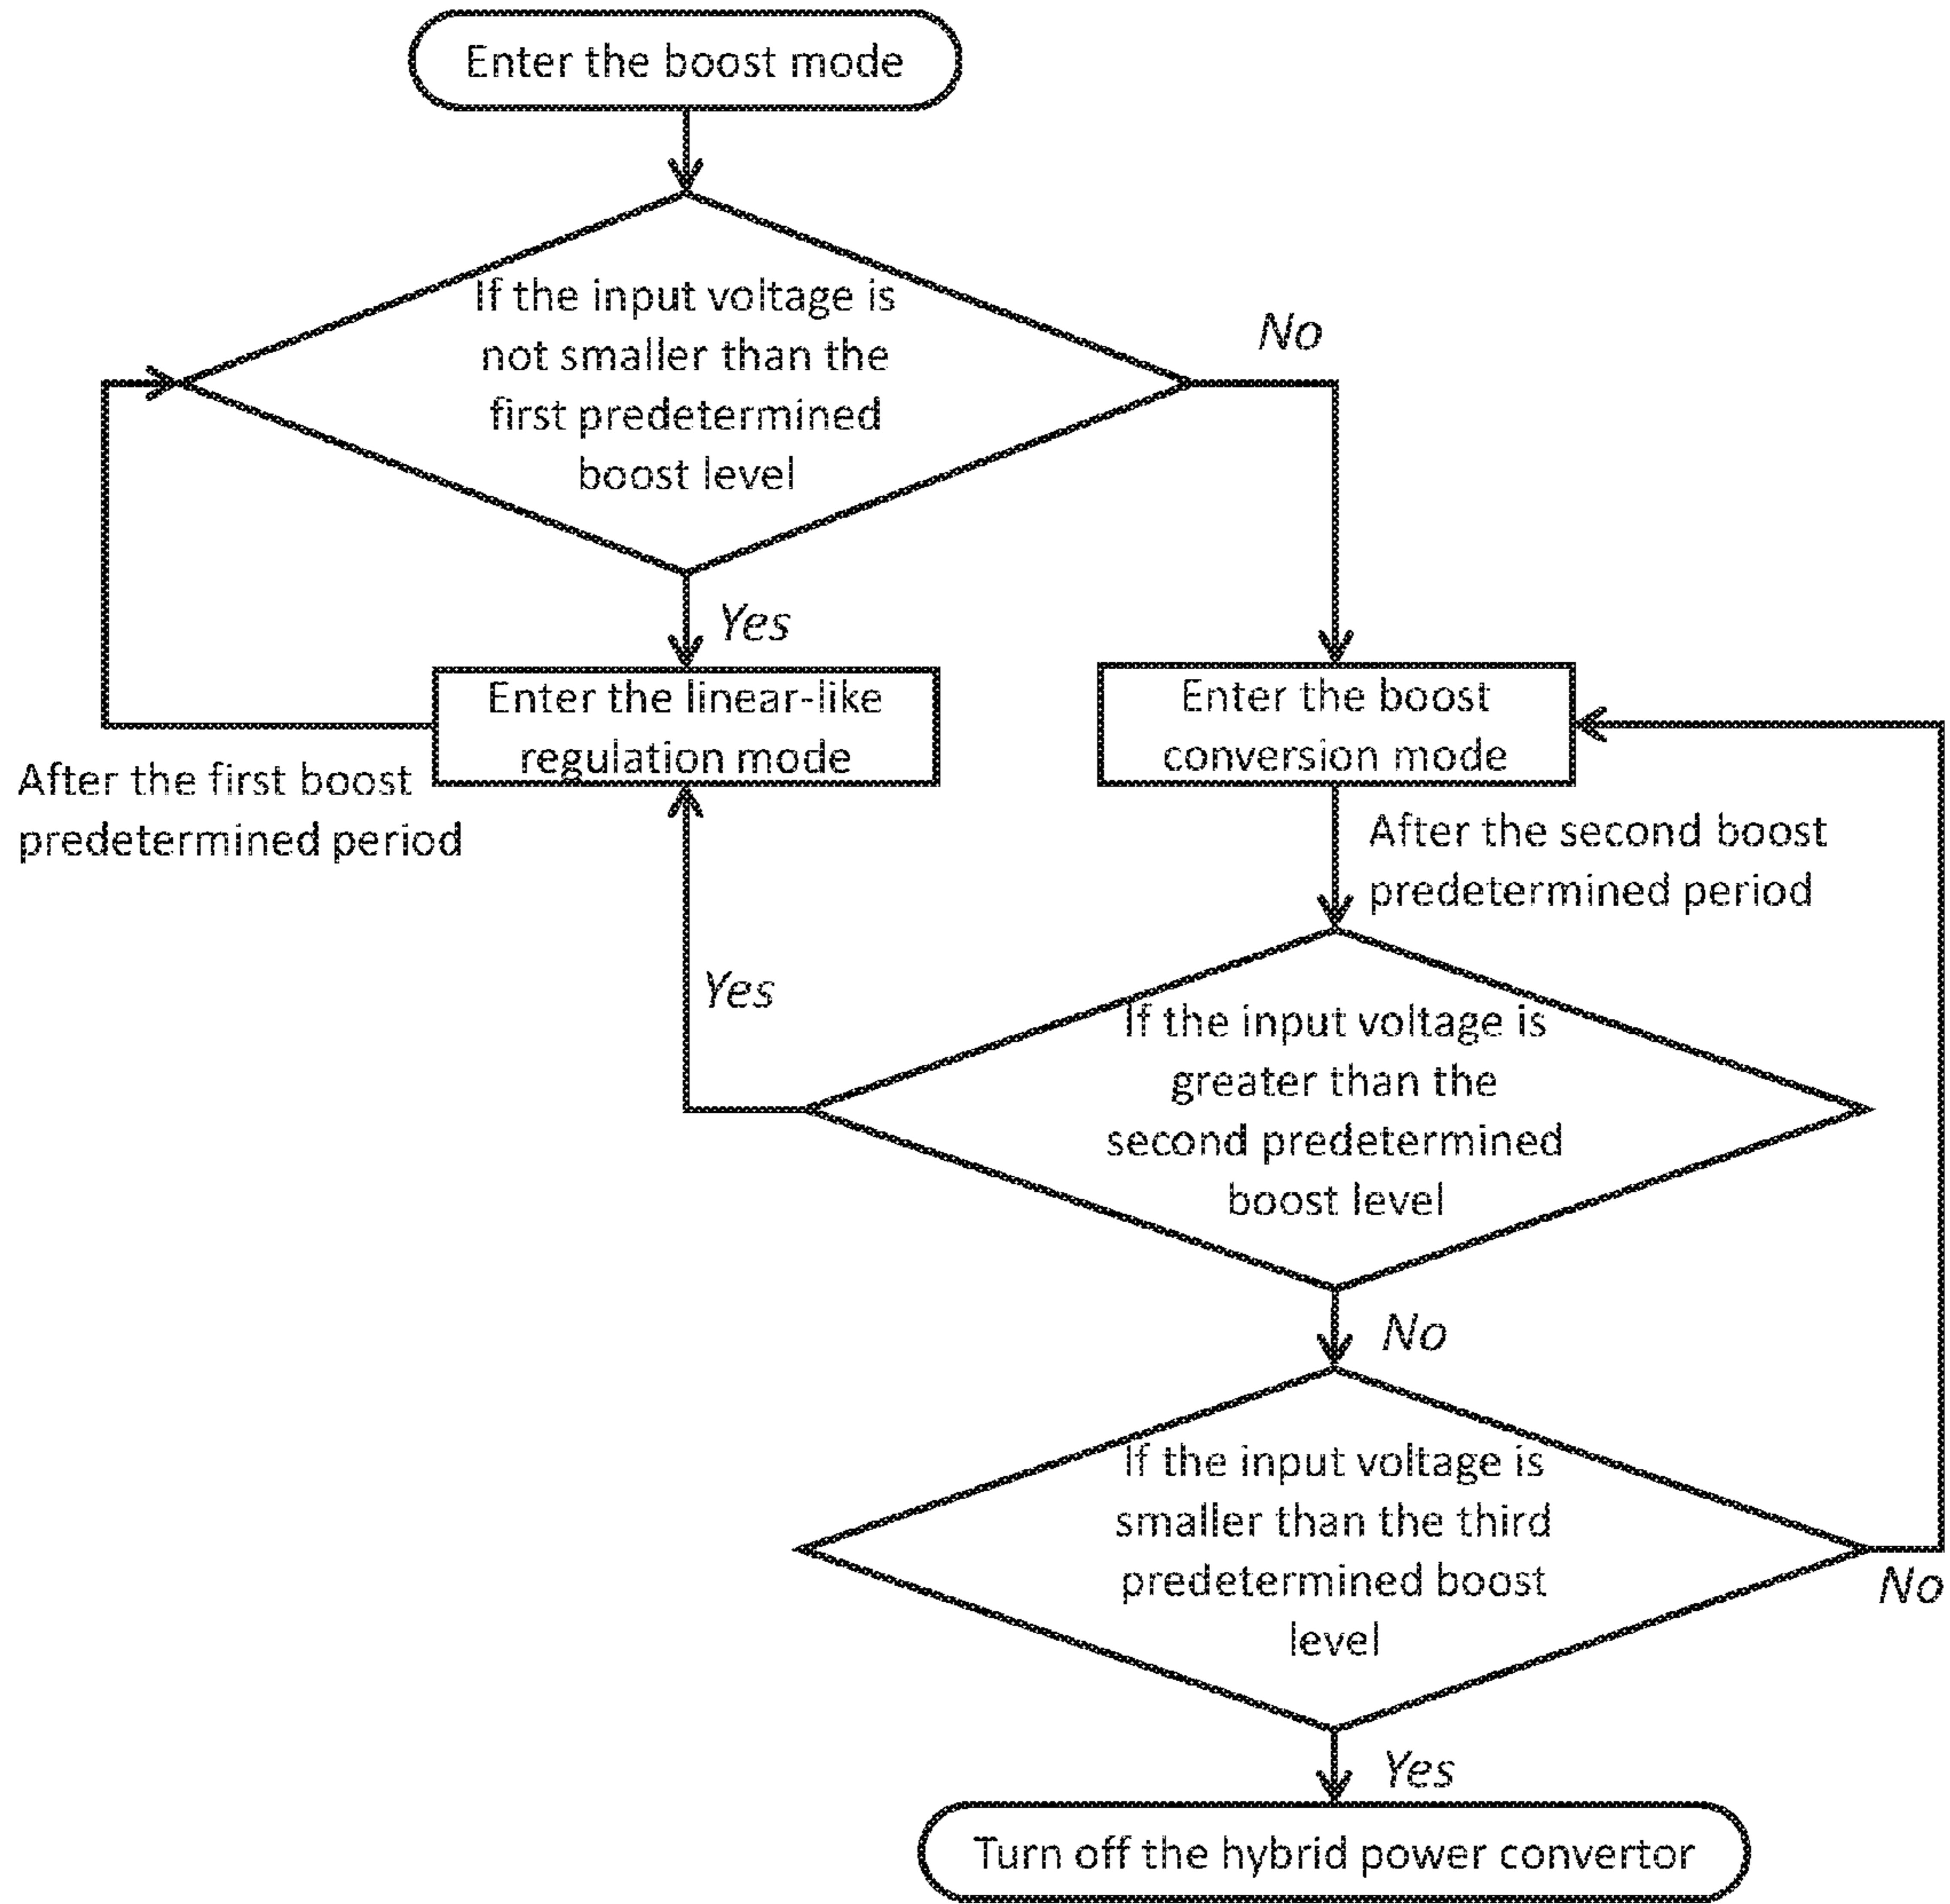 Enter the boost mode
If the input voltage is
not smaller than the
first predetermined
boost level
No
Yes
Enter the linear-like
regulation mode
Enter the boost
conversion mode
After the first boost
predetermined period
After the second boost
predetermined period
Yes
If the input voltage is
greater than the
second predetermined
boost level
No
If the input voltage is
smaller than the third
predetermined boost
level
No
Yes
Turn off the hybrid power convertor